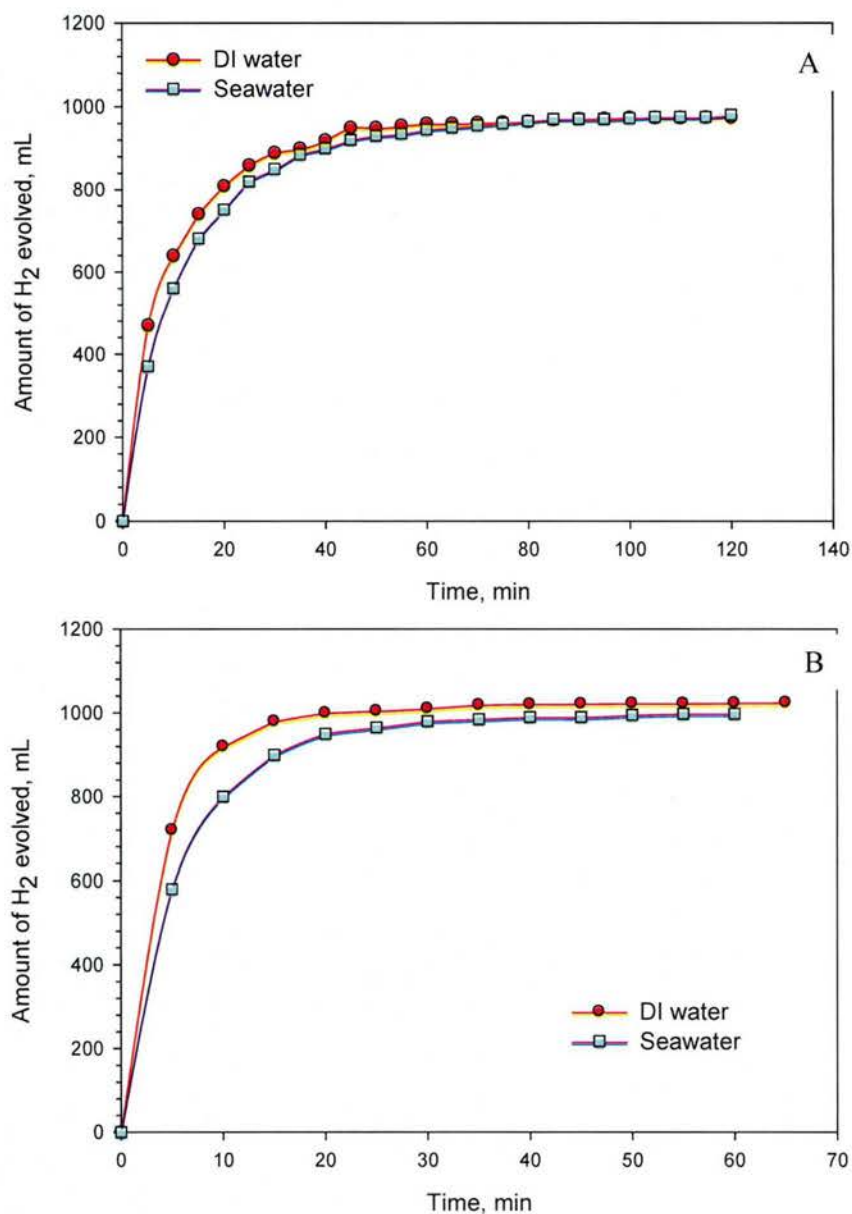 1200
1000
800
600
400
200
0
Amount of H2 evolved, mL
DI water
Seawater
A
0 20 40 60 80 100 120 140
Time, min
1200
1000
800
600
400
200
0
Amount of H2 evolved, mL
B
DI water
Seawater
0 10 20 30 40 50 60 70
Time, min